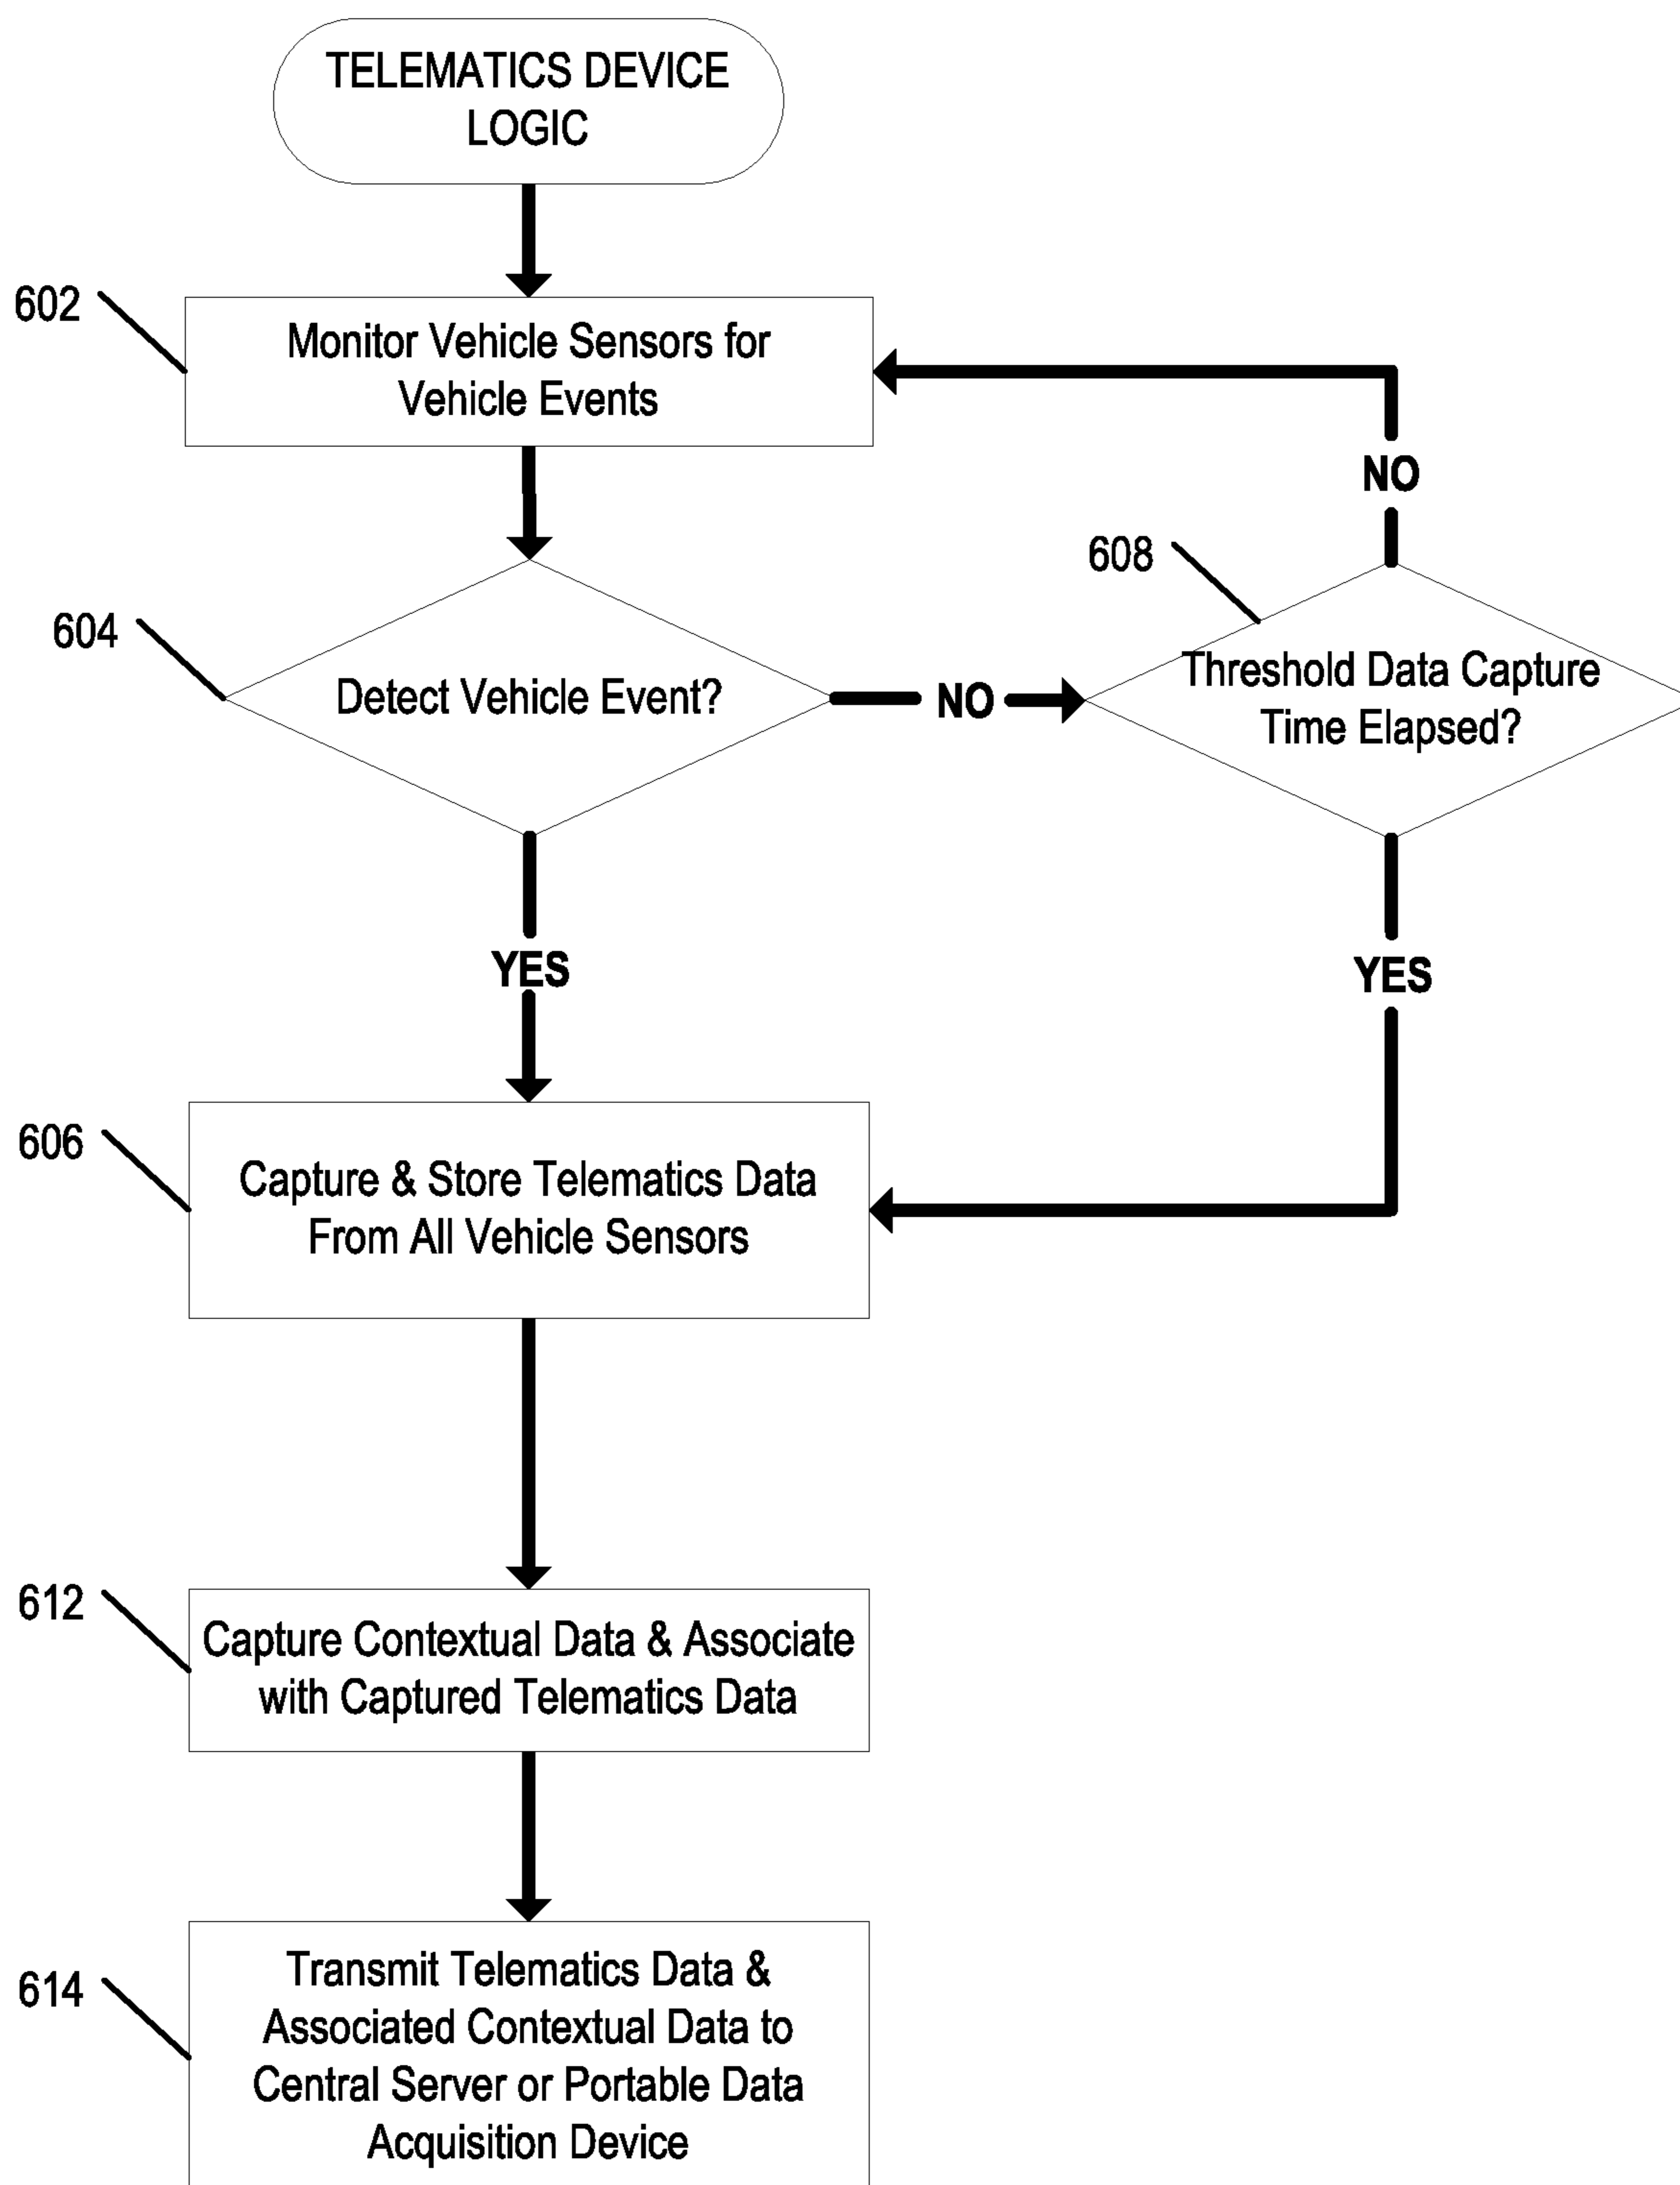 TELEMATICS DEVICE
LOGIC
602
Monitor Vehicle Sensors for
Vehicle Events
NO
608
604
Detect Vehicle Event?
NO
Threshold Data Capture
Time Elapsed?
YES
YES
606
Capture & Store Telematics Data
From All Vehicle Sensors
612
Capture Contextual Data & Associate
with Captured Telematics Data
614
Transmit Telematics Data &
Associated Contextual Data to
Central Server or Portable Data
Acquisition Device